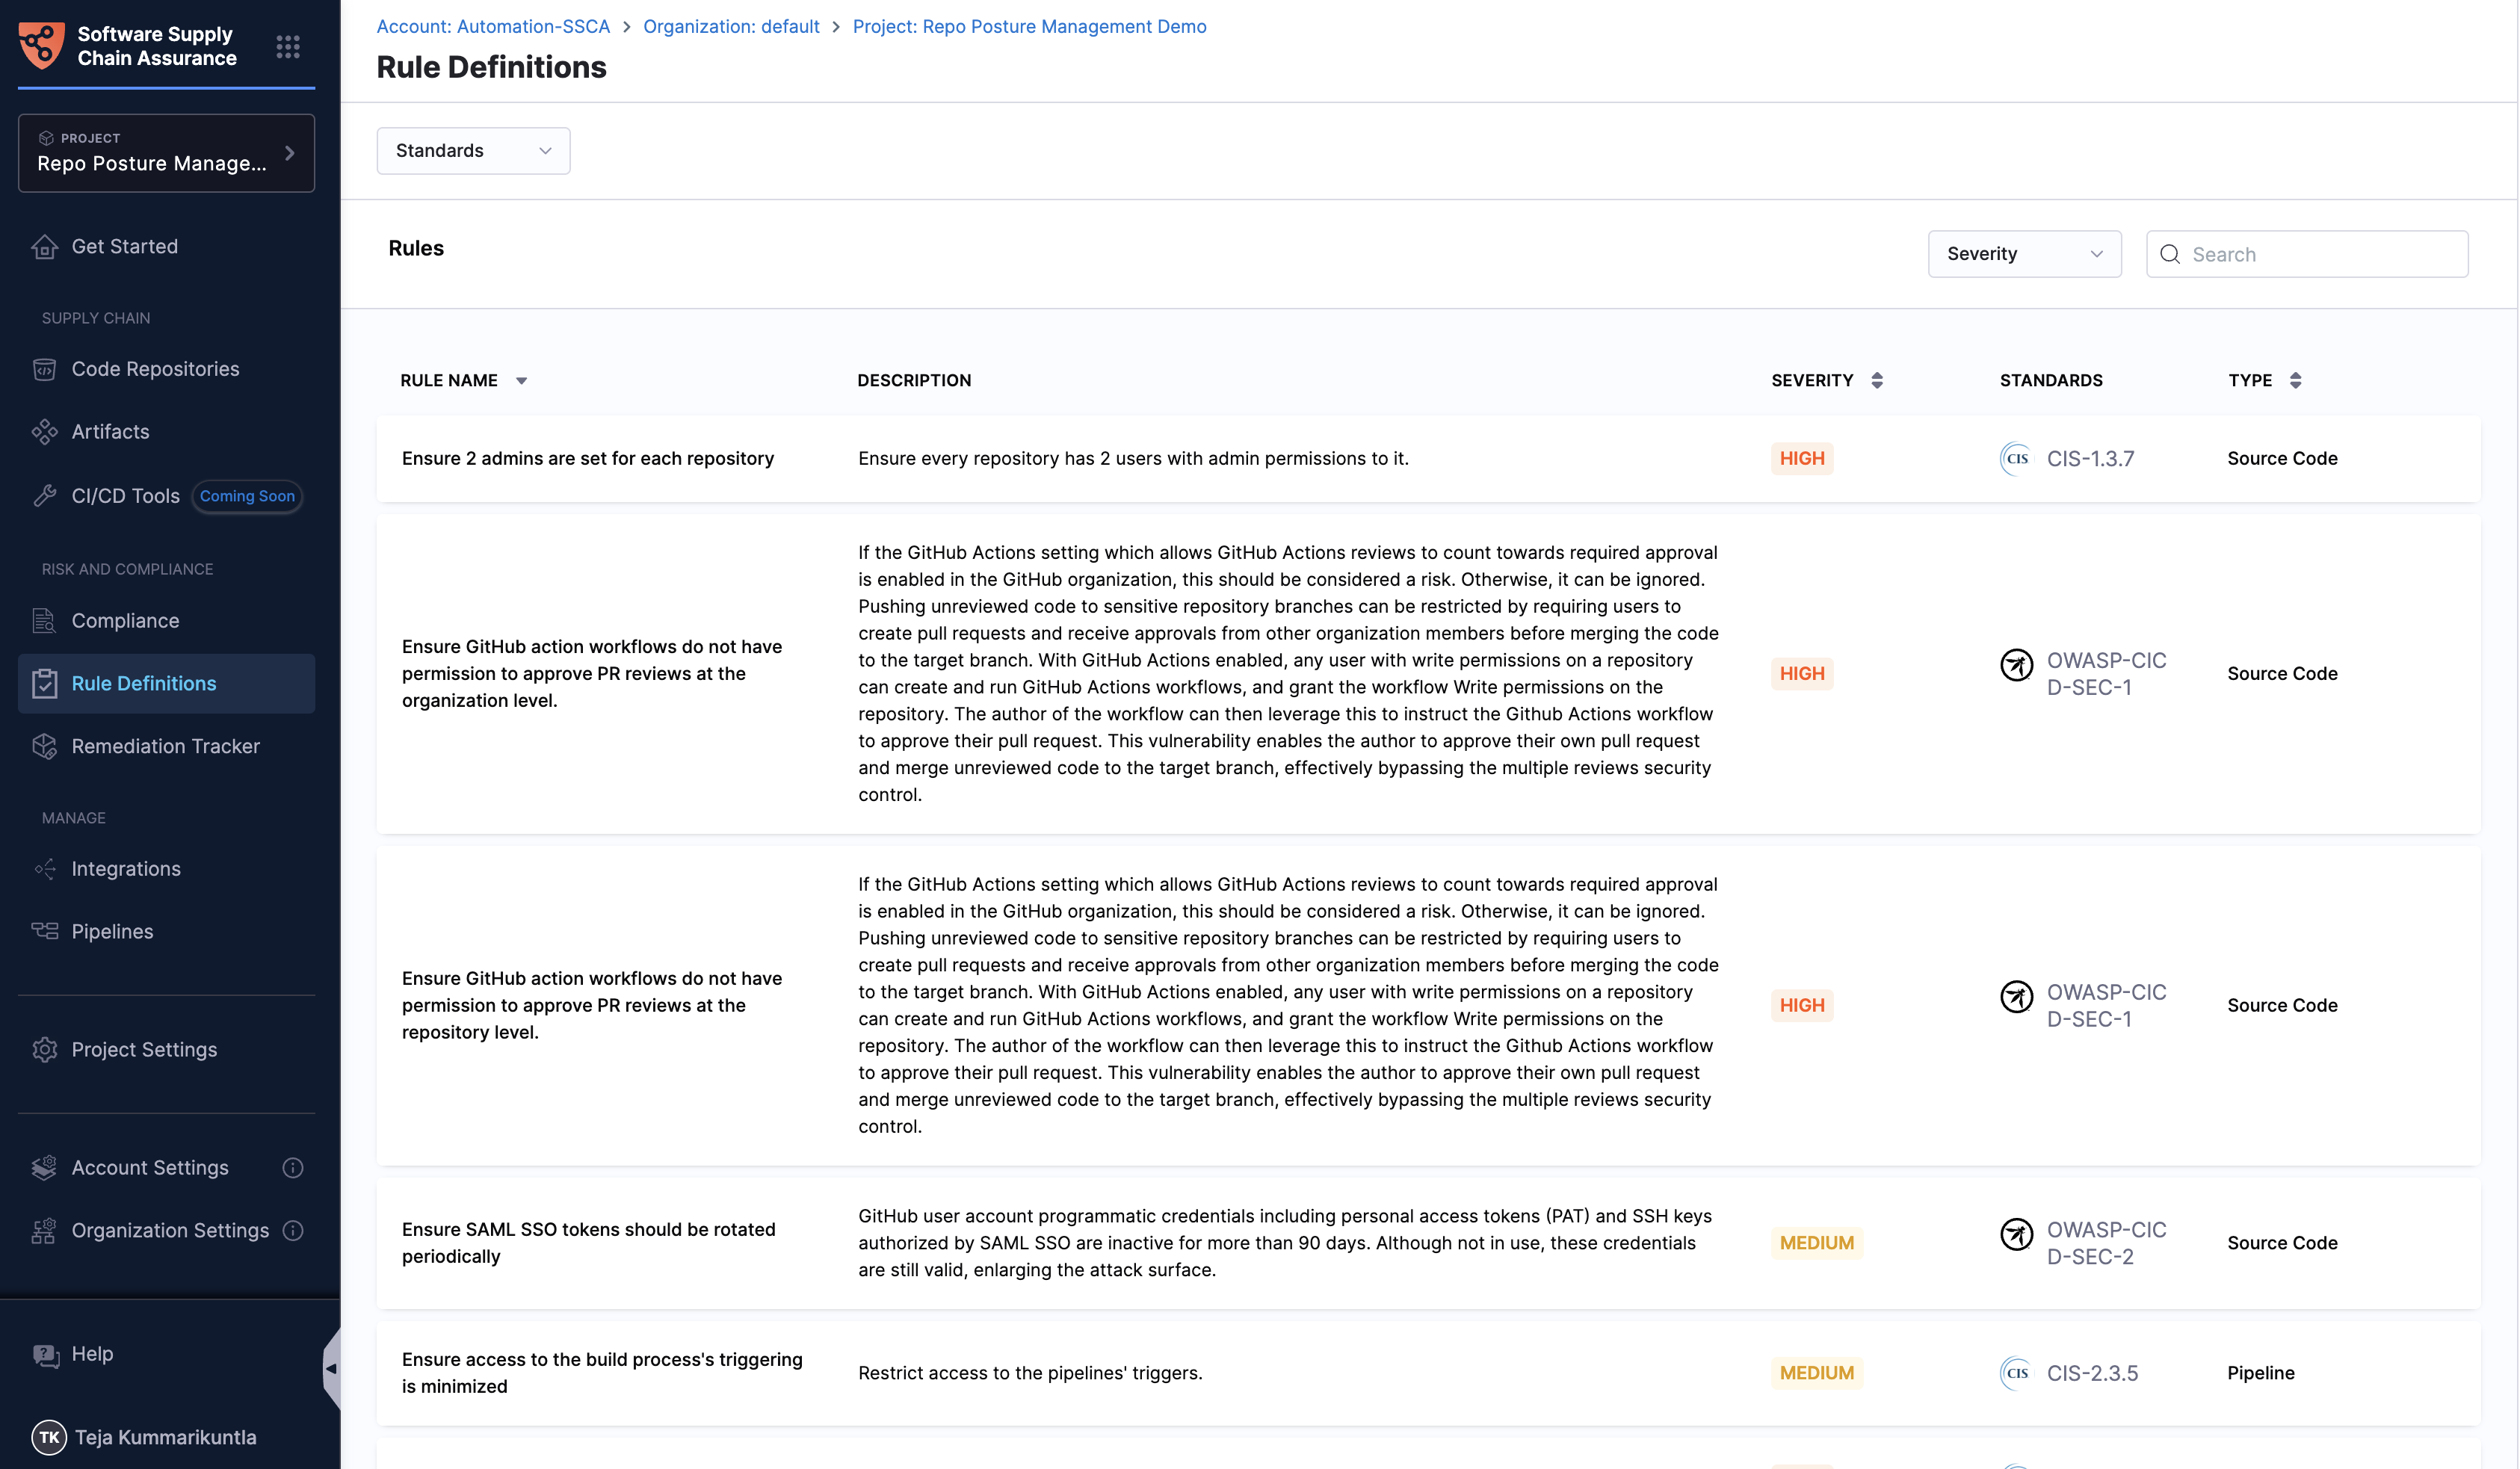 Software Supply
Chain Assurance
PROJECT
Repo Posture Manage...
Get Started
SUPPLY CHAIN
Code Repositories
Artifacts
CI/CD Tools Coming Soon
RISK AND COMPLIANCE
Compliance
Rule Definitions
Remediation Tracker
MANAGE
Integrations
Pipelines
Project Settings
Account Settings
Organization Settings
Help
TK Teja Kummarikuntla
Account: Automation-SSCA > Organization: default > Project: Repo Posture Management Demo
Rule Definitions
Standards
Rules
Severity
Search
RULE NAME DESCRIPTION SEVERITY STANDARDS TYPE
Ensure 2 admins are set for each repository
Ensure every repository has 2 users with admin permissions to it.
HIGH
CIS CIS-1.3.7
Source Code
Ensure GitHub action workflows do not have
permission to approve PR reviews at the
organization level.
If the GitHub Actions setting which allows GitHub Actions reviews to count towards required approval
is enabled in the GitHub organization, this should be considered a risk. Otherwise, it can be ignored.
Pushing unreviewed code to sensitive repository branches can be restricted by requiring users to
create pull requests and receive approvals from other organization members before merging the code
to the target branch. With GitHub Actions enabled, any user with write permissions on a repository
can create and run GitHub Actions workflows, and grant the workflow Write permissions on the
repository. The author of the workflow can then leverage this to instruct the Github Actions workflow
to approve their pull request. This vulnerability enables the author to approve their own pull request
and merge unreviewed code to the target branch, effectively bypassing the multiple reviews security
control.
HIGH
OWASP-CIC
D-SEC-1
Source Code
Ensure GitHub action workflows do not have
permission to approve PR reviews at the
repository level.
If the GitHub Actions setting which allows GitHub Actions reviews to count towards required approval
is enabled in the GitHub organization, this should be considered a risk. Otherwise, it can be ignored.
Pushing unreviewed code to sensitive repository branches can be restricted by requiring users to
create pull requests and receive approvals from other organization members before merging the code
to the target branch. With GitHub Actions enabled, any user with write permissions on a repository
can create and run GitHub Actions workflows, and grant the workflow Write permissions on the
repository. The author of the workflow can then leverage this to instruct the Github Actions workflow
to approve their pull request. This vulnerability enables the author to approve their own pull request
and merge unreviewed code to the target branch, effectively bypassing the multiple reviews security
control.
HIGH
OWASP-CIC
D-SEC-1
Source Code
Ensure SAML SSO tokens should be rotated
periodically
GitHub user account programmatic credentials including personal access tokens (PAT) and SSH keys
authorized by SAML SSO are inactive for more than 90 days. Although not in use, these credentials
are still valid, enlarging the attack surface.
MEDIUM
OWASP-CIC
D-SEC-2
Source Code
Ensure access to the build process's triggering
is minimized
Restrict access to the pipelines' triggers.
MEDIUM
CIS CIS-2.3.5
Pipeline